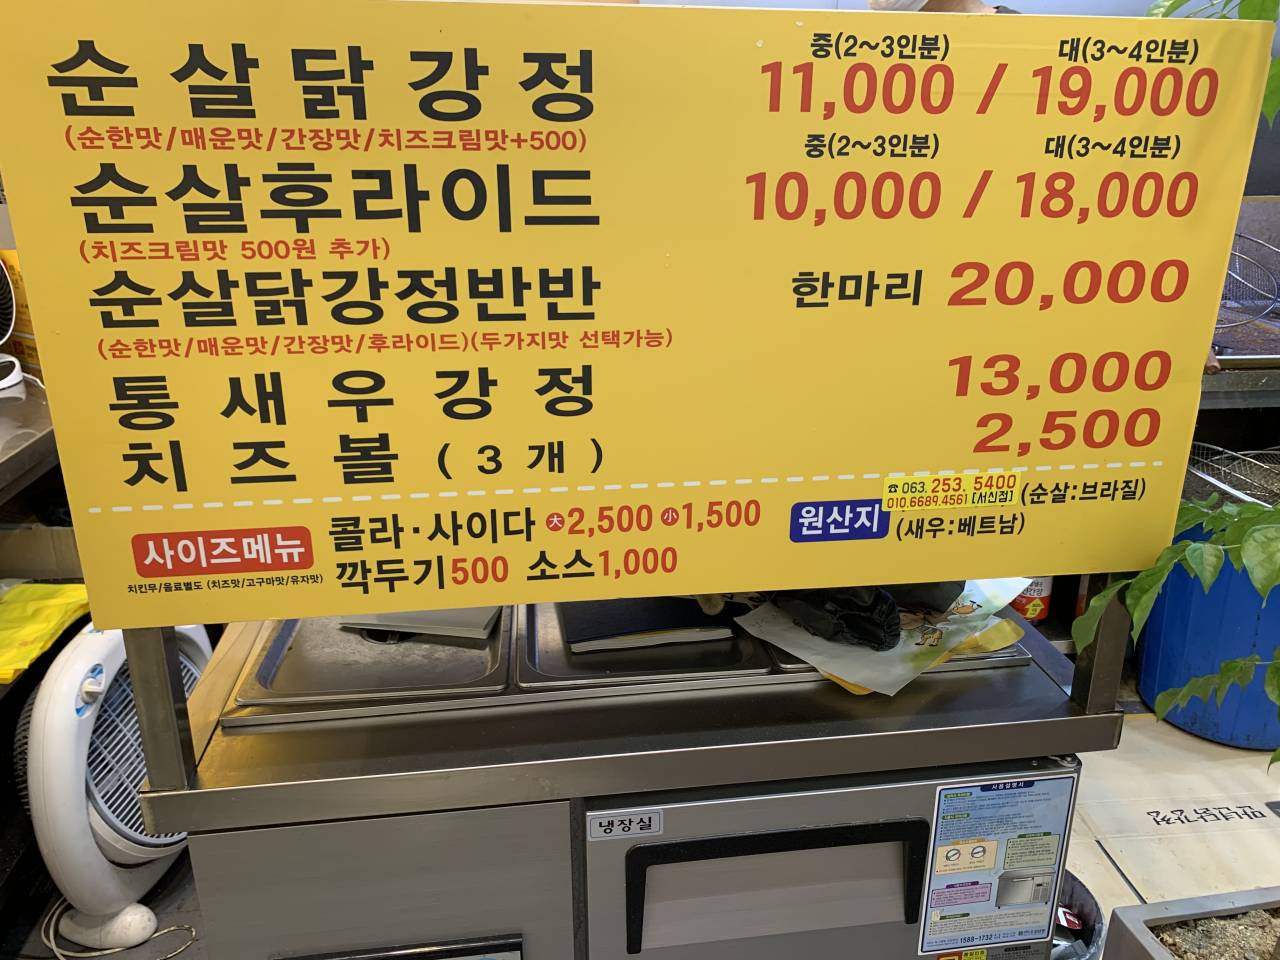 중(2~3인분) 대(3~4인분)
순살닭강정 11,000 / 19,000
(순한맛/매운맛/간장맛/치즈크림맛+500)
중(2~3인분) 대(3~4인분)
순살후라이드 10,000 / 18,000
(치즈크림맛 500원 추가)
순살닭강정반반 한마리 20,000
(순한맛/매운맛/간장맛/후라이드)(두가지맛 선택가능)
통새우강정 13,000
치즈볼(3개) 2,500
사이즈메뉴
치킨무/음료별도 (치즈맛/고구마맛/유자맛)
콜라·사이다 大2,500 小1,500
깍두기500 소스1,000
원산지
☎ 063. 253. 5400
010.6689.4561 [서신점]
(순살:브라질)
(새우:베트남)
냉장실
사용설명서
1588-1732